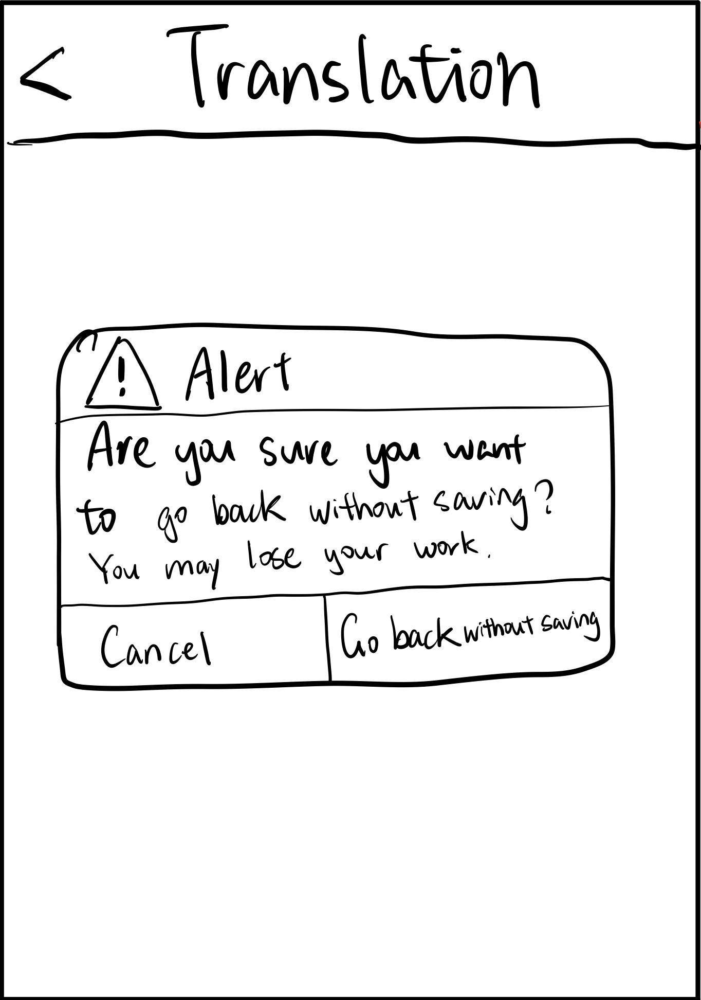 < Translation
! Alert
Are you sure you want
to go back without saving?
You may lose your work.
Cancel
Go back without saving